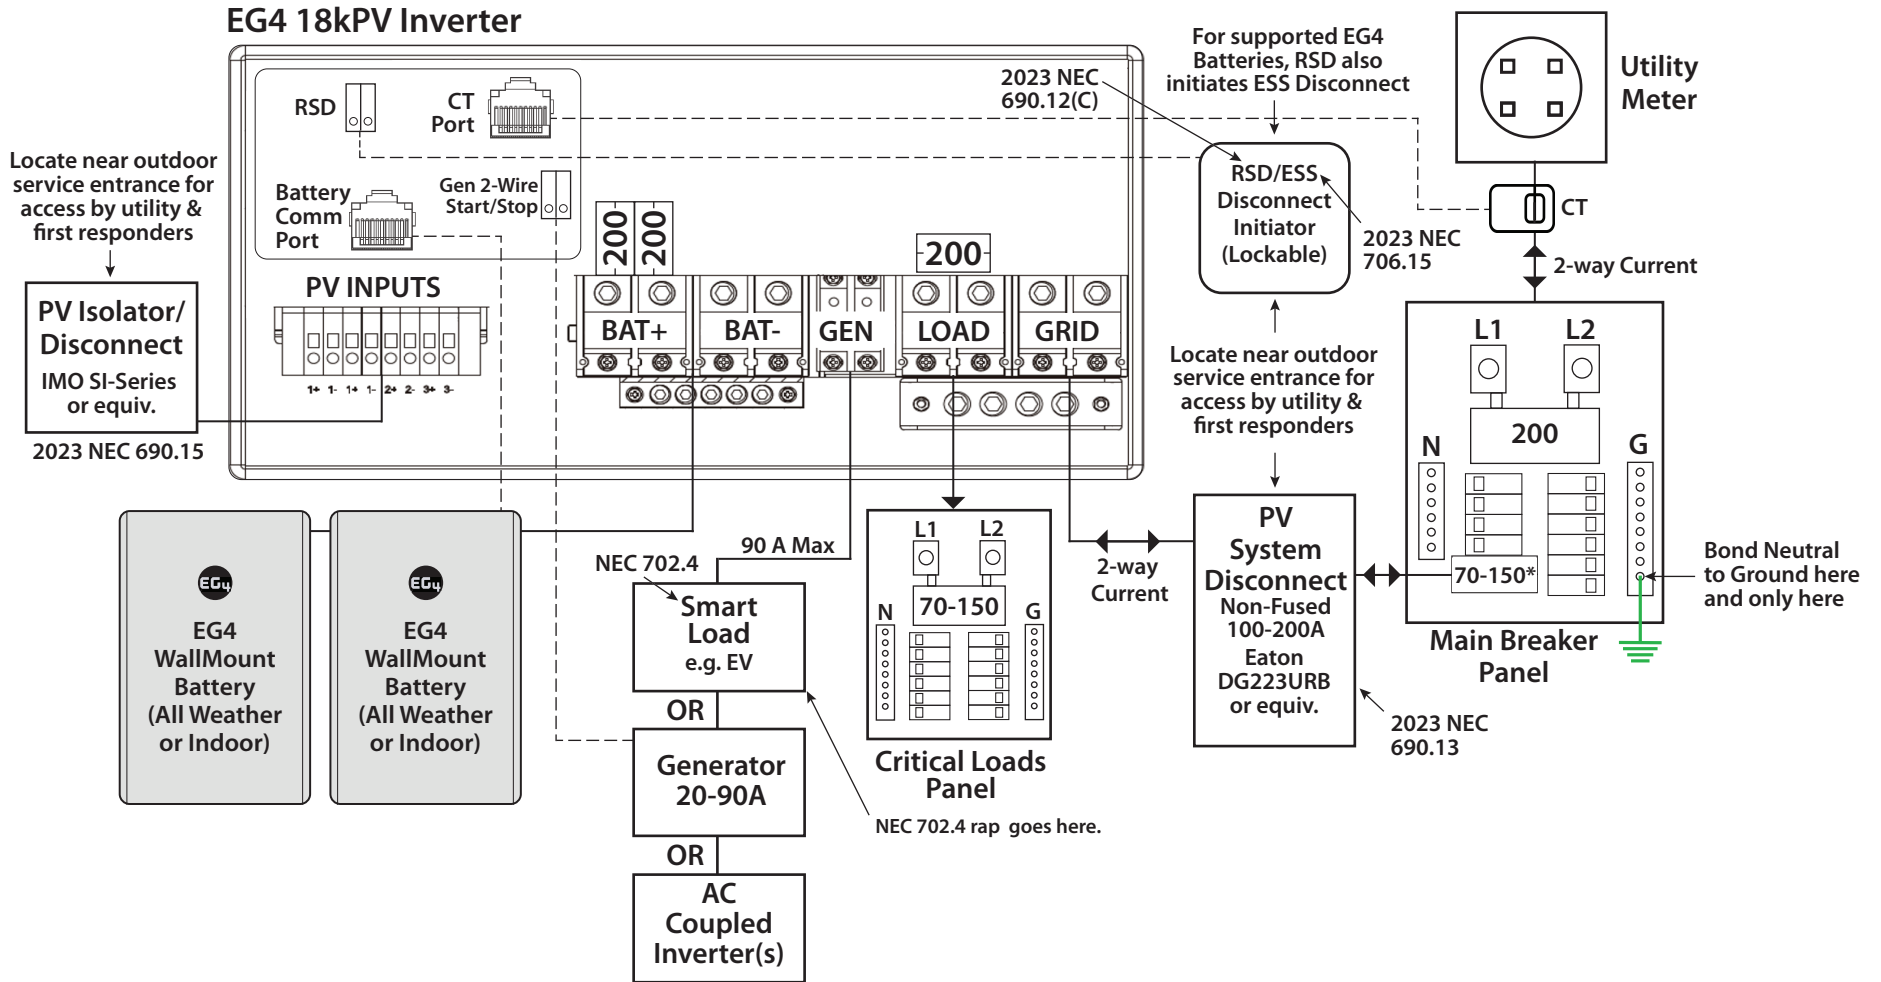 EG4 18kPV Inverter
RSD
CT
Port
Battery
Comm
Port
Gen 2-Wire
Start/Stop
Locate near outdoor
service entrance for
access by utility &
first responders
PV Isolator/
Disconnect
IMO SI-Series
or equiv.
2023 NEC 690.15
PV INPUTS
1+ 1- 1+ 1- 2+ 2- 3+ 3-
200
200
200
BAT+
BAT-
GEN
LOAD
GRID
2023 NEC
690.12(C)
For supported EG4
Batteries, RSD also
initiates ESS Disconnect
RSD/ESS
Disconnect
Initiator
(Lockable)
2023 NEC
706.15
Utility
Meter
CT
2-way Current
Locate near outdoor
service entrance for
access by utility &
first responders
L1
L2
200
N
G
70-150*
Main Breaker
Panel
Bond Neutral
to Ground here
and only here
PV
System
Disconnect
Non-Fused
100-200A
Eaton
DG223URB
or equiv.
2023 NEC
690.13
2-way
Current
EG4
EG4
WallMount
Battery
(All Weather
or Indoor)
EG4
EG4
WallMount
Battery
(All Weather
or Indoor)
90 A Max
NEC 702.4
Smart
Load
e.g. EV
OR
Generator
20-90A
OR
AC
Coupled
Inverter(s)
L1
L2
70-150
N
G
Critical Loads
Panel
NEC 702.4 rap goes here.